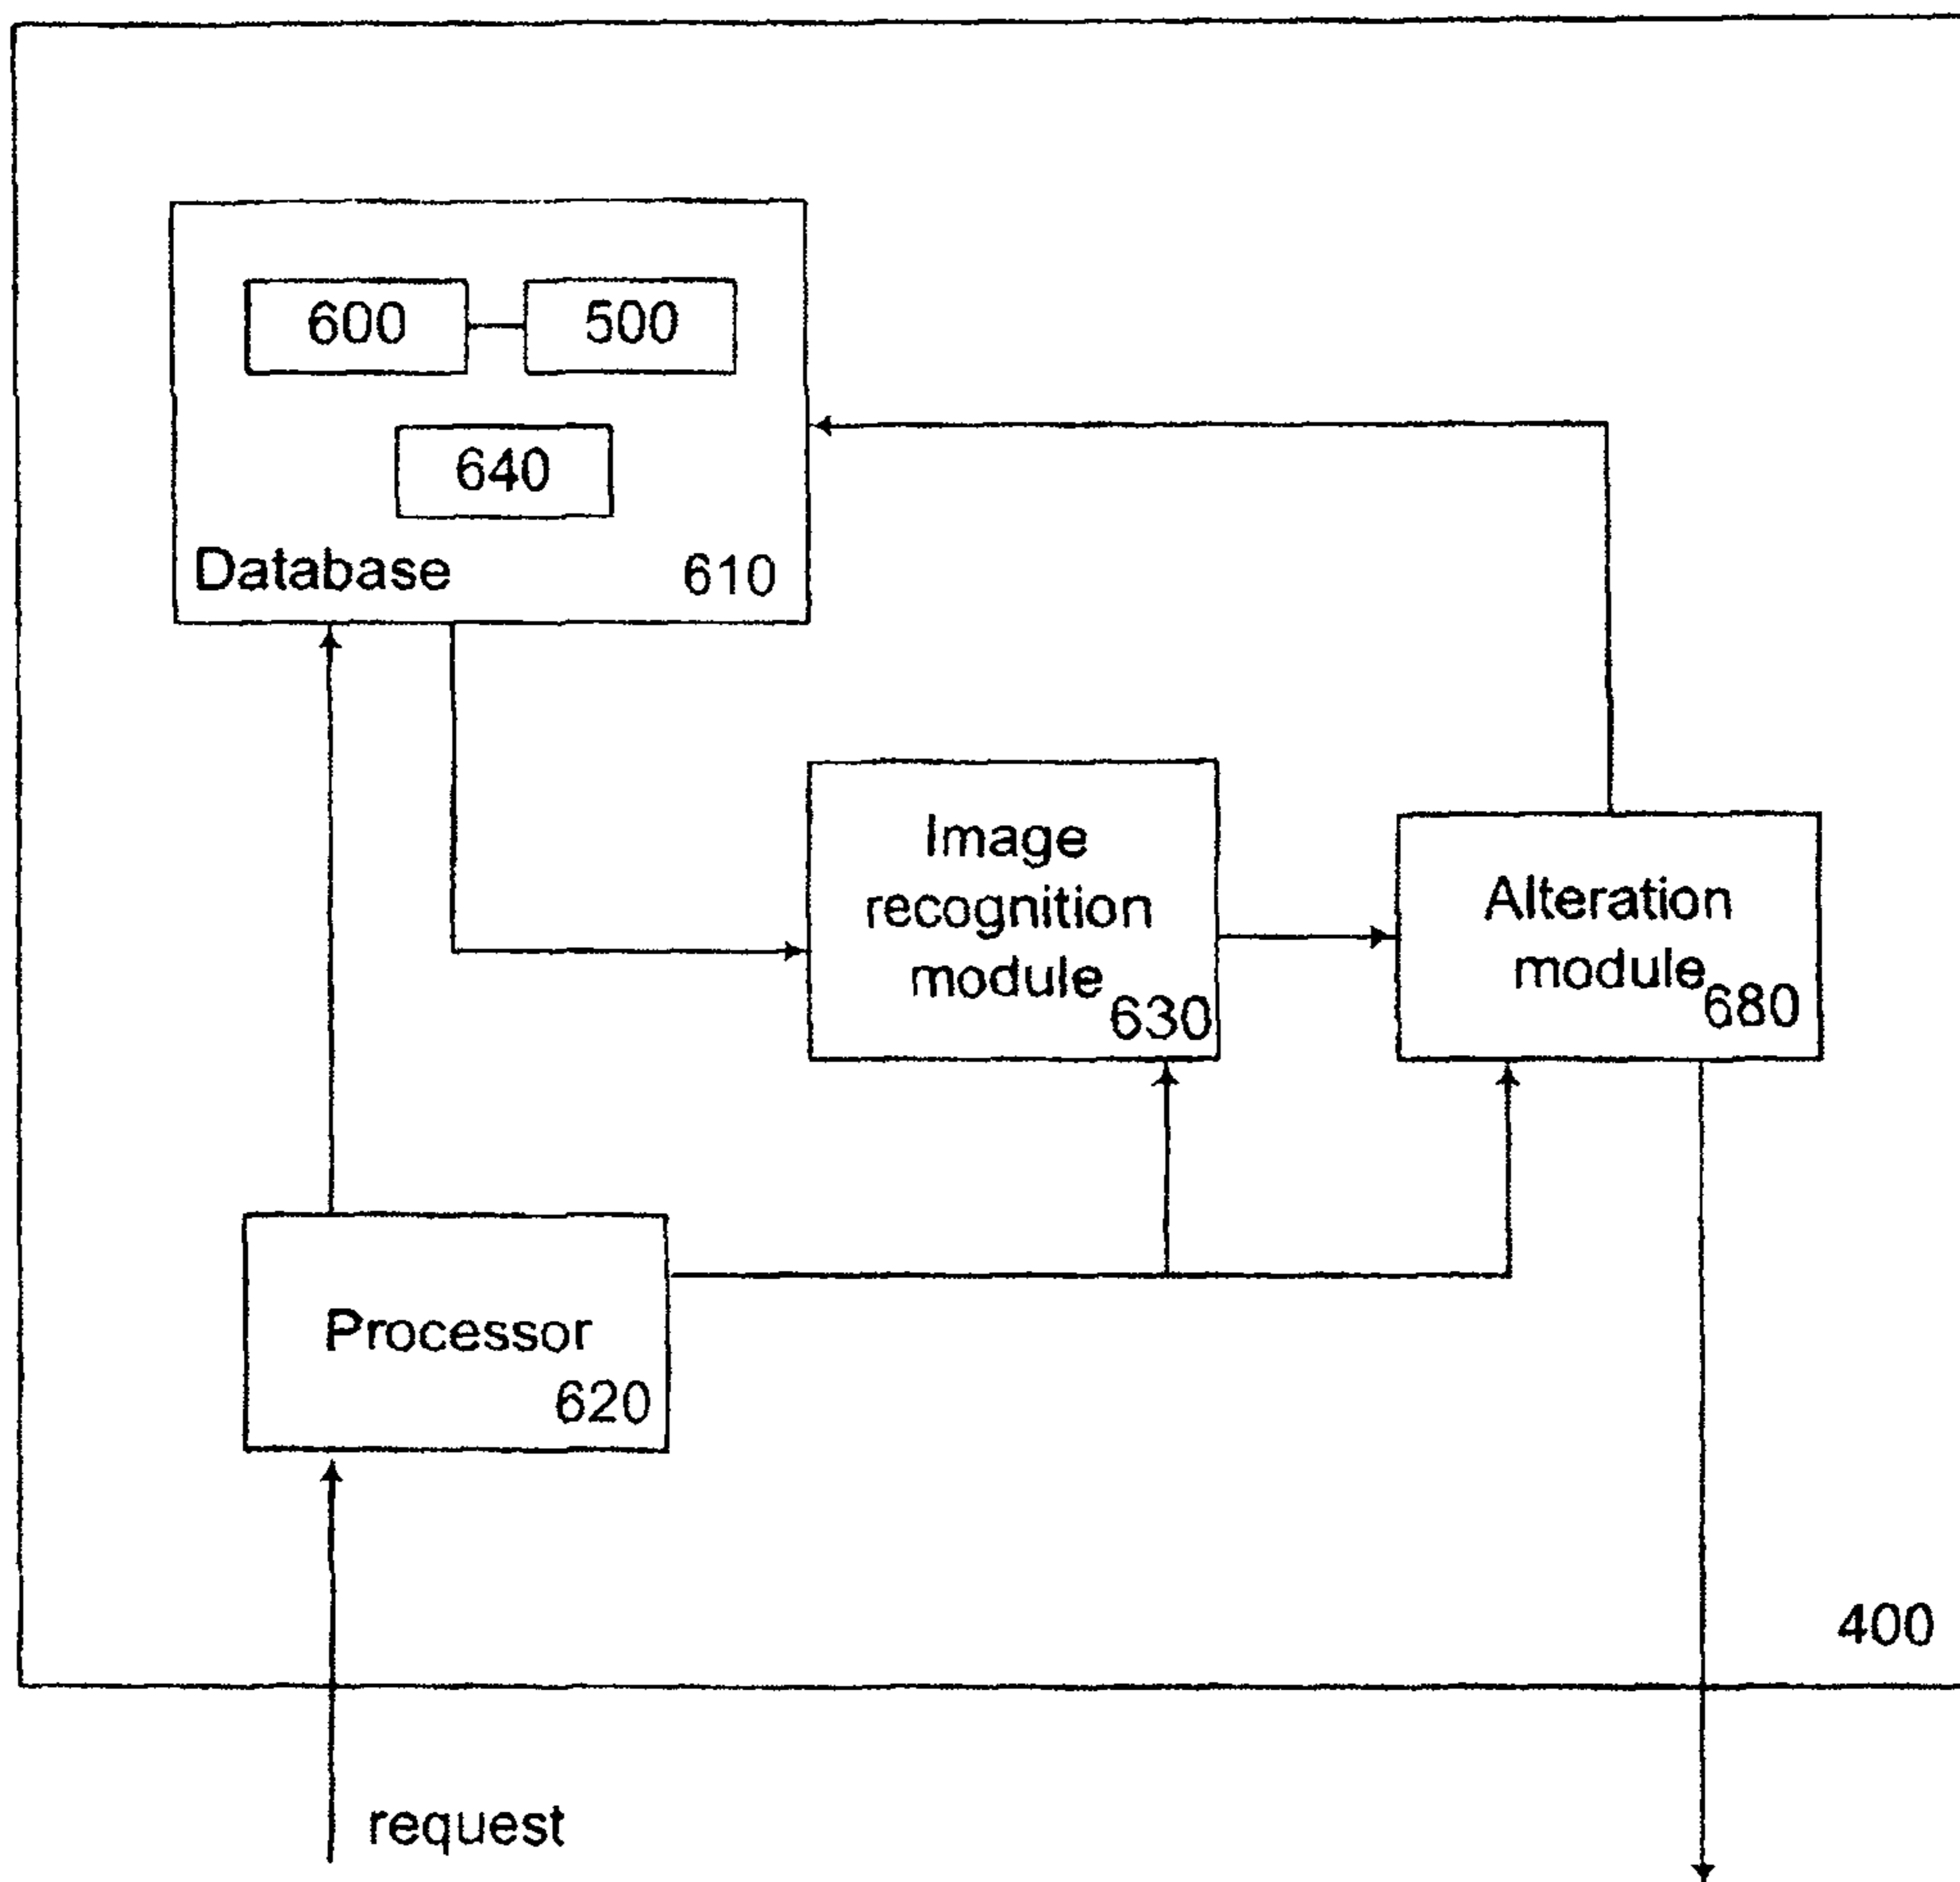 600
500
640
Database
610
Image
recognition
module
630
Alteration
module
680
Processor
620
400
request